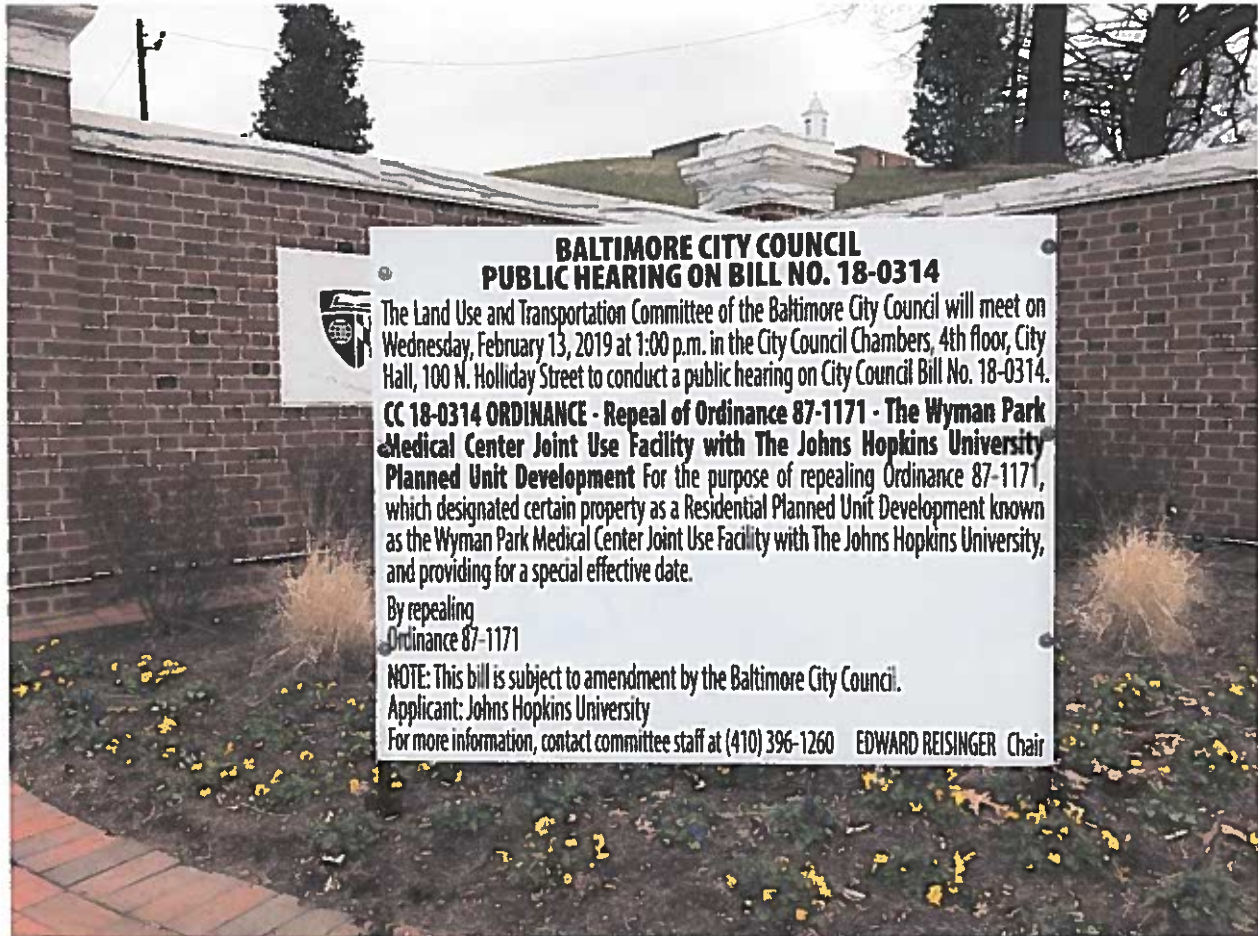 BALTIMORE CITY COUNCIL
PUBLIC HEARING ON BILL NO. 18-0314
The Land Use and Transportation Committee of the Baltimore City Council will meet on
Wednesday, February 13, 2019 at 1:00 p.m. in the City Council Chambers, 4th floor, City
Hall, 100 N. Holliday Street to conduct a public hearing on City Council Bill No. 18-0314.
CC 18-0314 ORDINANCE - Repeal of Ordinance 87-1171 - The Wyman Park
Medical Center Joint Use Facility with The Johns Hopkins University
Planned Unit Development For the purpose of repealing Ordinance 87-1171,
which designated certain property as a Residential Planned Unit Development known
as the Wyman Park Medical Center Joint Use Facility with The Johns Hopkins University,
and providing for a special effective date.
By repealing
Ordinance 87-1171
NOTE: This bill is subject to amendment by the Baltimore City Council.
Applicant: Johns Hopkins University
For more information, contact committee staff at (410) 396-1260 EDWARD REISINGER Chair